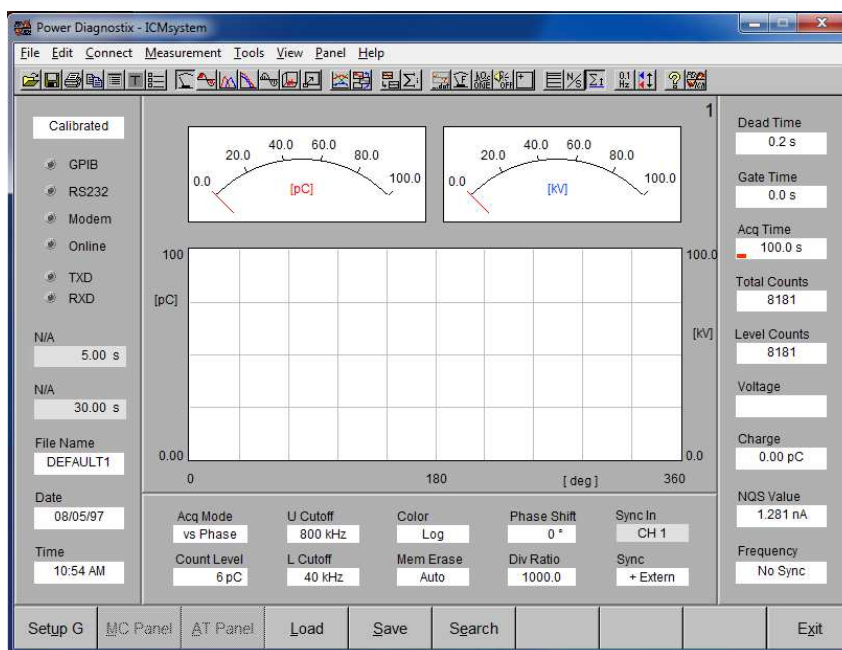 Power Diagnostix - ICMsystem
File Edit Connect Measurement Tools View Panel Help
Calibrated
GPIB
RS232
Modem
Online
TXD
RXD
N/A
5.00 s
N/A
30.00 s
File Name
DEFAULT1
Date
08/05/97
Time
10:54 AM
0.0 20.0 40.0 60.0 80.0 100.0
[pC]
0.0 20.0 40.0 60.0 80.0 100.0
[kV]
1
100 100.0
[pC] [kV]
0.00 0.0
0 180 [ deg ] 360
Acq Mode U Cutoff Color Phase Shift Sync In
vs Phase 800 kHz Log 0 ° CH 1
Count Level L Cutoff Mem Erase Div Ratio Sync
6 pC 40 kHz Auto 1000.0 + Extern
Dead Time
0.2 s
Gate Time
0.0 s
Acq Time
100.0 s
Total Counts
8181
Level Counts
8181
Voltage
Charge
0.00 pC
NQS Value
1.281 nA
Frequency
No Sync
Setup G MC Panel AT Panel Load Save Search Exit